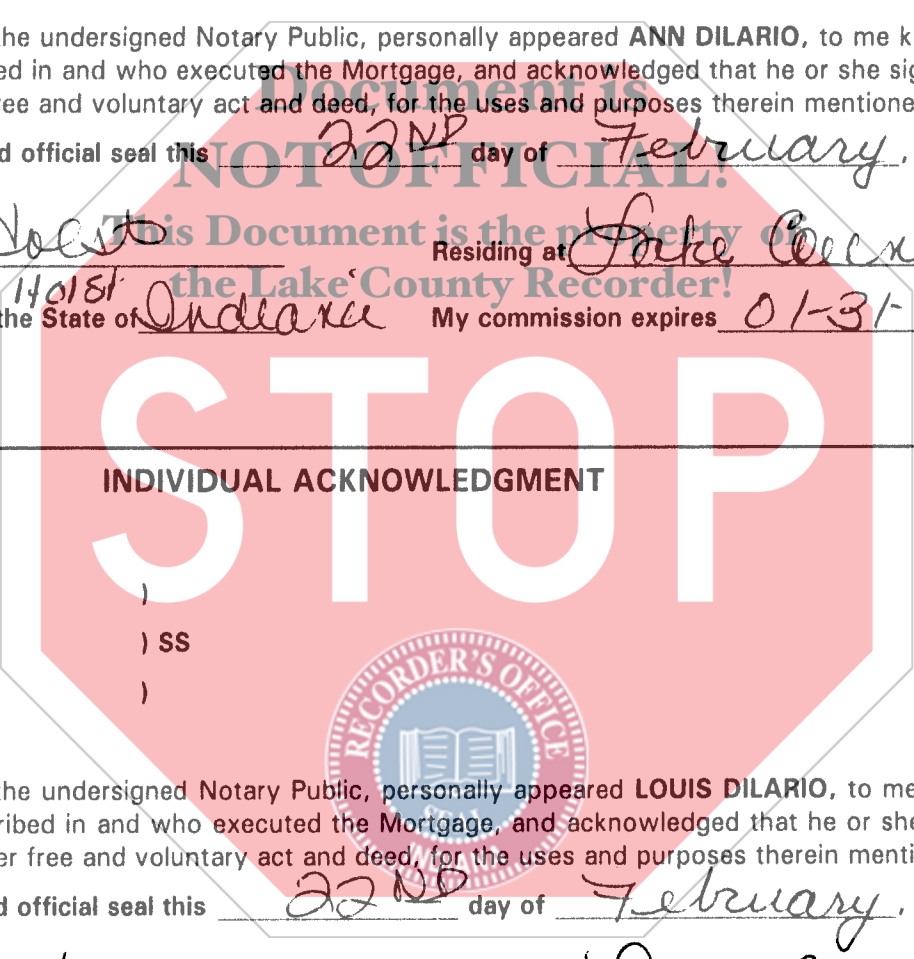 the undersigned Notary Public, personally appeared ANN DILARIO, to me k
ed in and who executed the Mortgage, and acknowledged that he or she sig
ree and voluntary act and deed, for the uses and purposes therein mentione
Document is
d official seal this 22ND day of February.
NOT OFFICIAL!
This Document is the property of
Residing at Lake
the Lake County Recorder!
the State of Indiana My commission expires 01-31-
STOP
INDIVIDUAL ACKNOWLEDGMENT
)
) SS
)
RECORDER'S OFFICE
SEAL
INDIANA
the undersigned Notary Public, personally appeared LOUIS DILARIO, to me
ribed in and who executed the Mortgage, and acknowledged that he or she
er free and voluntary act and deed, for the uses and purposes therein menti
d official seal this 22ND day of February.